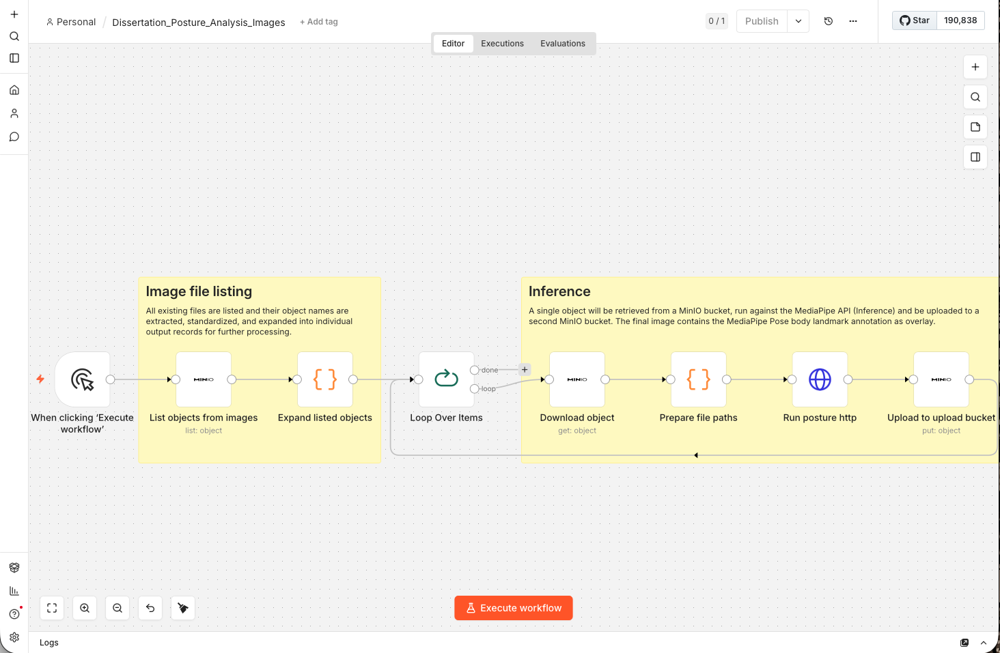 Personal / Dissertation_Posture_Analysis_Images + Add tag
0 / 1
Publish
Star 190,838
Editor Executions Evaluations
Image file listing
All existing files are listed and their object names are
extracted, standardized, and expanded into individual
output records for further processing.
Inference
A single object will be retrieved from a MinIO bucket, run against the MediaPipe API (Inference) and be uploaded to a
second MinIO bucket. The final image contains the MediaPipe Pose body landmark annotation as overlay.
When clicking ‘Execute
workflow’
MINIO
List objects from images
list: object
Expand listed objects
done
loop
Loop Over Items
MINIO
Download object
get: object
Prepare file paths
Run posture http
MINIO
Upload to upload bucket
put: object
Execute workflow
Logs